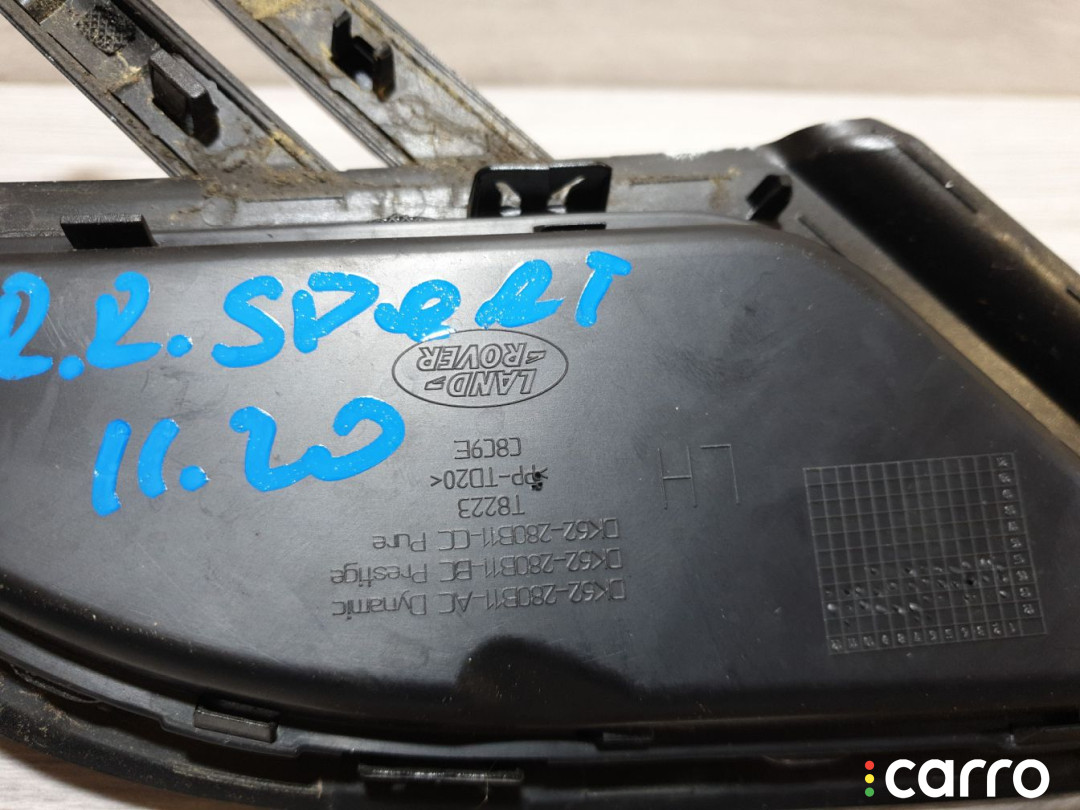 R.R. SPORT
11.20
LAND
ROVER
C8C9E
>PP-TD20<
T8223
DK62-280B11-CC Pure
DK62-280B11-BC Prestige
DK62-280B11-AC Dynamic
LH
carro